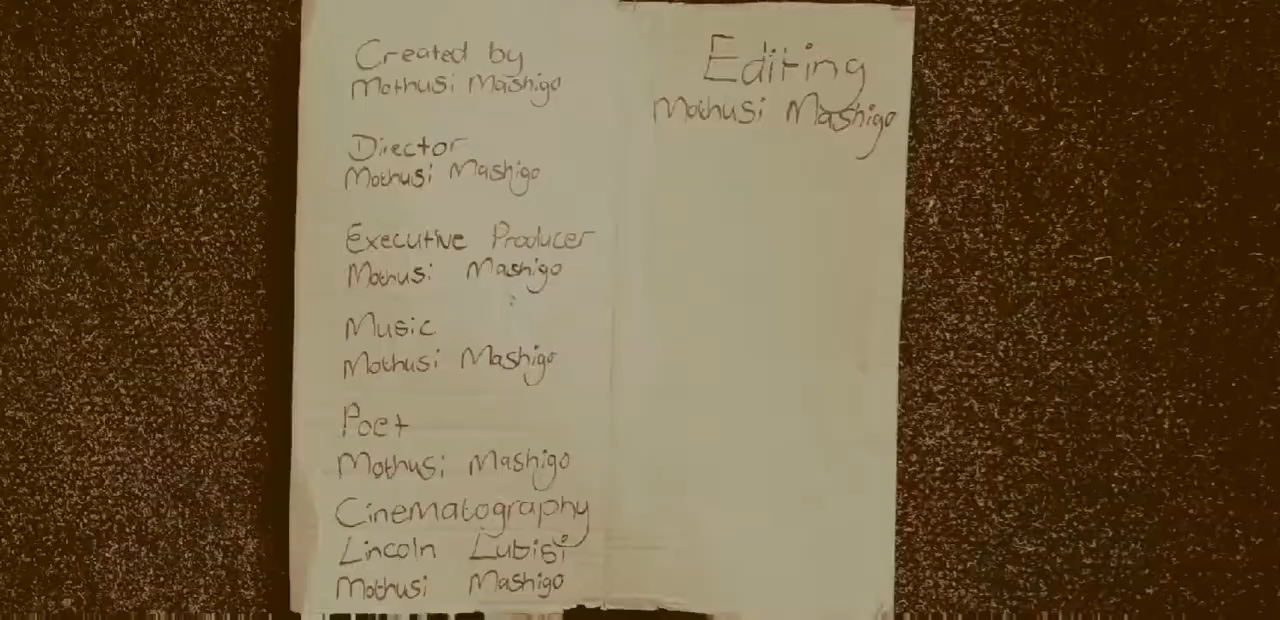 Created by
Mothusi Mashigo
Director
Mothusi Mashigo
Executive Producer
Mothusi Mashigo
Music
Mothusi Mashigo
Poet
Mothusi Mashigo
Cinematography
Lincoln Lubisi
Mothusi Mashigo
Editing
Mothusi Mashigo